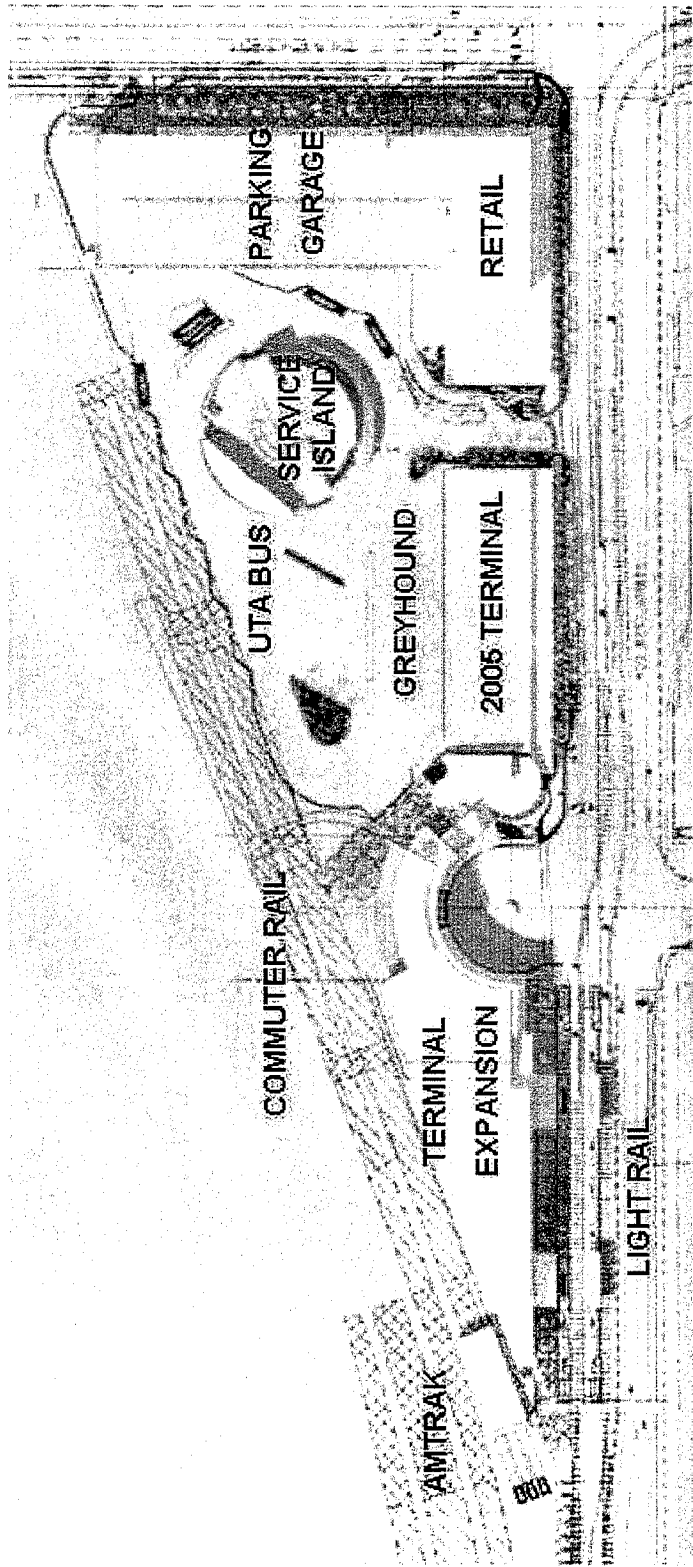 AMTRAK
COMMUTER RAIL
TERMINAL
EXPANSION
LIGHT RAIL
UTA BUS
GREYHOUND
2005 TERMINAL
SERVICE
ISLAND
PARKING
GARAGE
RETAIL